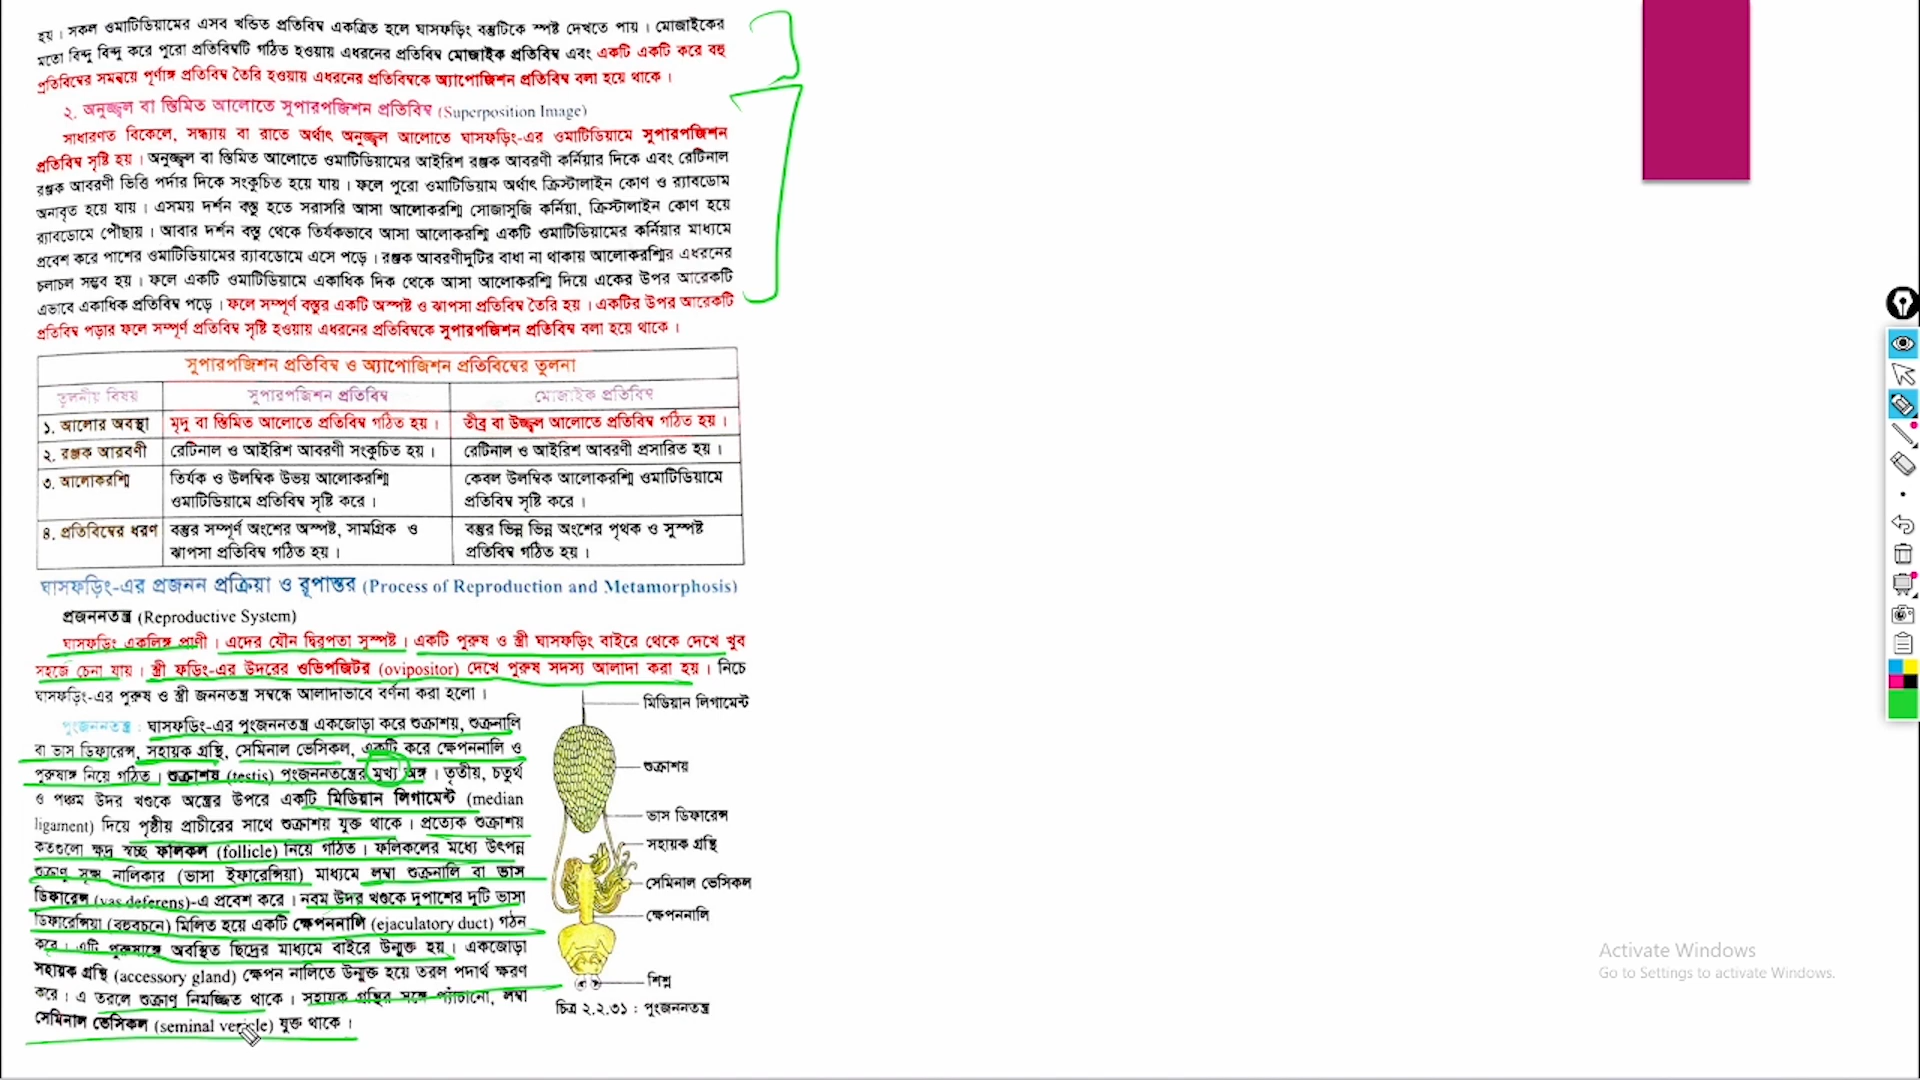 হয়। সকল ওমাটিডিয়ামের এসব খন্ডিত প্রতিবিম্ব একত্রিত হলে ঘাসফড়িং বস্তুটিকে স্পষ্ট দেখতে পায়। মোজাইকের
মতো বিন্দু বিন্দু করে পুরো প্রতিবিম্বটি গঠিত হওয়ায় এধরনের প্রতিবিম্ব মোজাইক প্রতিবিম্ব এবং একটি একটি করে বহু
প্রতিবিম্বের সমন্বয়ে পূর্ণাঙ্গ প্রতিবিম্ব তৈরি হওয়ায় এধরনের প্রতিবিম্বকে অ্যাপোজিশন প্রতিবিম্ব বলা হয়ে থাকে।
২. অনুজ্জ্বল বা স্তিমিত আলোতে সুপারপজিশন প্রতিবিম্ব (Superposition Image)
সাধারণত বিকেলে, সন্ধ্যায় বা রাতে অর্থাৎ অনুজ্জ্বল আলোতে ঘাসফড়িং-এর ওমাটিডিয়ামে সুপারপজিশন
প্রতিবিম্ব সৃষ্টি হয়। অনুজ্জ্বল বা স্তিমিত আলোতে ওমাটিডিয়ামের আইরিশ রঞ্জক আবরণী কর্নিয়ার দিকে এবং রেটিনাল
রঞ্জক আবরণী ভিত্তি পর্দার দিকে সংকুচিত হয়ে যায়। ফলে পুরো ওমাটিডিয়াম অর্থাৎ ক্রিস্টালাইন কোণ ও র‍্যাবডোম
অনাবৃত হয়ে যায়। এসময় দর্শন বস্তু হতে সরাসরি আসা আলোকরশ্মি সোজাসুজি কর্নিয়া, ক্রিস্টালাইন কোণ হয়ে
র‍্যাবডোমে পৌঁছায়। আবার দর্শন বস্তু থেকে তির্যকভাবে আসা আলোকরশ্মি একটি ওমাটিডিয়ামের কর্নিয়ার মাধ্যমে
প্রবেশ করে পাশের ওমাটিডিয়ামের র‍্যাবডোমে এসে পড়ে। রঞ্জক আবরণীদুটির বাধা না থাকায় আলোকরশ্মির এধরনের
চলাচল সম্ভব হয়। ফলে একটি ওমাটিডিয়ামে একাধিক দিক থেকে আসা আলোকরশ্মি দিয়ে একের উপর আরেকটি
এভাবে একাধিক প্রতিবিম্ব পড়ে। ফলে সম্পূর্ণ বস্তুর একটি অস্পষ্ট ও ঝাপসা প্রতিবিম্ব তৈরি হয়। একটির উপর আরেকটি
প্রতিবিম্ব পড়ার ফলে সম্পূর্ণ প্রতিবিম্ব সৃষ্টি হওয়ায় এধরনের প্রতিবিম্বকে সুপারপজিশন প্রতিবিম্ব বলা হয়ে থাকে।
সুপারপজিশন প্রতিবিম্ব ও অ্যাপোজিশন প্রতিবিম্বের তুলনা
তুলনীয় বিষয় সুপারপজিশন প্রতিবিম্ব মোজাইক প্রতিবিম্ব
১. আলোর অবস্থা মৃদু বা স্তিমিত আলোতে প্রতিবিম্ব গঠিত হয়। তীব্র বা উজ্জ্বল আলোতে প্রতিবিম্ব গঠিত হয়।
২. রঞ্জক আরবণী রেটিনাল ও আইরিশ আবরণী সংকুচিত হয়। রেটিনাল ও আইরিশ আবরণী প্রসারিত হয়।
৩. আলোকরশ্মি তির্যক ও উলম্বিক উভয় আলোকরশ্মি কেবল উলম্বিক আলোকরশ্মি ওমাটিডিয়ামে
ওমাটিডিয়ামে প্রতিবিম্ব সৃষ্টি করে। প্রতিবিম্ব সৃষ্টি করে।
৪. প্রতিবিম্বের ধরণ বস্তুর সম্পূর্ণ অংশের অস্পষ্ট, সামগ্রিক ও বস্তুর ভিন্ন ভিন্ন অংশের পৃথক ও সুস্পষ্ট
ঝাপসা প্রতিবিম্ব গঠিত হয়। প্রতিবিম্ব গঠিত হয়।
ঘাসফড়িং-এর প্রজনন প্রক্রিয়া ও রূপান্তর (Process of Reproduction and Metamorphosis)
প্রজননতন্ত্র (Reproductive System)
ঘাসফড়িং একলিঙ্গ প্রাণী। এদের যৌন দ্বিরূপতা সুস্পষ্ট। একটি পুরুষ ও স্ত্রী ঘাসফড়িং বাইরে থেকে দেখে খুব
সহজে চেনা যায়। স্ত্রী ফড়িং-এর উদরের ওভিপজিটর (ovipositor) দেখে পুরুষ সদস্য আলাদা করা হয়। নিচে
ঘাসফড়িং-এর পুরুষ ও স্ত্রী জননতন্ত্র সম্বন্ধে আলাদাভাবে বর্ণনা করা হলো।
পুংজননতন্ত্র : ঘাসফড়িং-এর পুংজননতন্ত্র একজোড়া করে শুক্রাশয়, শুক্রনালি
বা ভাস ডিফারেন্স, সহায়ক গ্রন্থি, সেমিনাল ভেসিকল, একটি করে ক্ষেপননালি ও
পুরুষাঙ্গ নিয়ে গঠিত। শুক্রাশয় (testis) পুংজননতন্ত্রের মুখ্য অঙ্গ। তৃতীয়, চতুর্থ
ও পঞ্চম উদর খণ্ডকে অন্ত্রের উপরে একটি মিডিয়ান লিগামেন্ট (median
ligament) দিয়ে পৃষ্ঠীয় প্রাচীরের সাথে শুক্রাশয় যুক্ত থাকে। প্রত্যেক শুক্রাশয়
কতগুলো ক্ষুদ্র স্বচ্ছ ফলিকল (follicle) নিয়ে গঠিত। ফলিকলের মধ্যে উৎপন্ন
শুক্রাণু সূক্ষ্ম নালিকার (ভাসা ইফারেন্সিয়া) মাধ্যমে লম্বা শুক্রনালি বা ভাস
ডিফারেন্স (vas deferens)-এ প্রবেশ করে। নবম উদর খণ্ডকে দুপাশের দুটি ভাসা
ডিফারেন্সিয়া (বহুবচনে) মিলিত হয়ে একটি ক্ষেপননালি (ejaculatory duct) গঠন
করে। এটি পুরুষাঙ্গে অবস্থিত ছিদ্রের মাধ্যমে বাইরে উন্মুক্ত হয়। একজোড়া
সহায়ক গ্রন্থি (accessory gland) ক্ষেপন নালিতে উন্মুক্ত হয়ে তরল পদার্থ ক্ষরণ
করে। এ তরলে শুক্রাণু নিমজ্জিত থাকে। সহায়ক গ্রন্থির সঙ্গে প্যাঁচানো, লম্বা
সেমিনাল ভেসিকল (seminal vericle) যুক্ত থাকে।
মিডিয়ান লিগামেন্ট
শুক্রাশয়
ভাস ডিফারেন্স
সহায়ক গ্রন্থি
সেমিনাল ভেসিকল
ক্ষেপননালি
শিশ্ন
চিত্র ২.২.৩১ : পুংজননতন্ত্র
Activate Windows
Go to Settings to activate Windows.